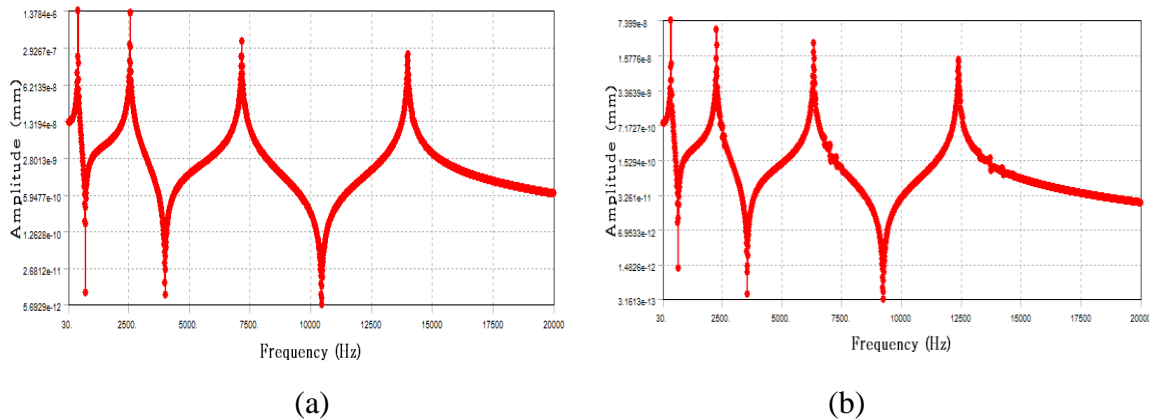 1.3784e-6
2.9267e-7
6.2139e-8
1.3194e-8
2.8013e-9
5.9477e-10
1.2628e-10
2.6812e-11
5.6929e-12
Amplitude (mm)
30. 2500. 5000. 7500. 10000 12500 15000 17500 20000
Frequency (Hz)
(a)
7.399e-8
1.5776e-8
3.3639e-9
7.1727e-10
1.5294e-10
3.261e-11
6.9533e-12
1.4826e-12
3.1613e-13
Amplitude (mm)
30. 2500. 5000. 7500. 10000 12500 15000 17500 20000
Frequency (Hz)
(b)